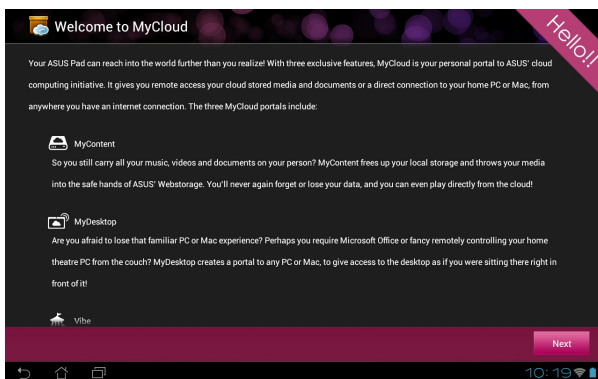 Welcome to MyCloud
Hello!!
Your ASUS Pad can reach into the world further than you realize! With three exclusive features, MyCloud is your personal portal to ASUS' cloud
computing initiative. It gives you remote access your cloud stored media and documents or a direct connection to your home PC or Mac, from
anywhere you have an internet connection. The three MyCloud portals include:
MyContent
So you still carry all your music, videos and documents on your person? MyContent frees up your local storage and throws your media
into the safe hands of ASUS' Webstorage. You'll never again forget or lose your data, and you can even play directly from the cloud!
MyDesktop
Are you afraid to lose that familiar PC or Mac experience? Perhaps you require Microsoft Office or fancy remotely controlling your home
theatre PC from the couch? MyDesktop creates a portal to any PC or Mac, to give access to the desktop as if you were sitting there right in
front of it!
Vibe
Next
10:19